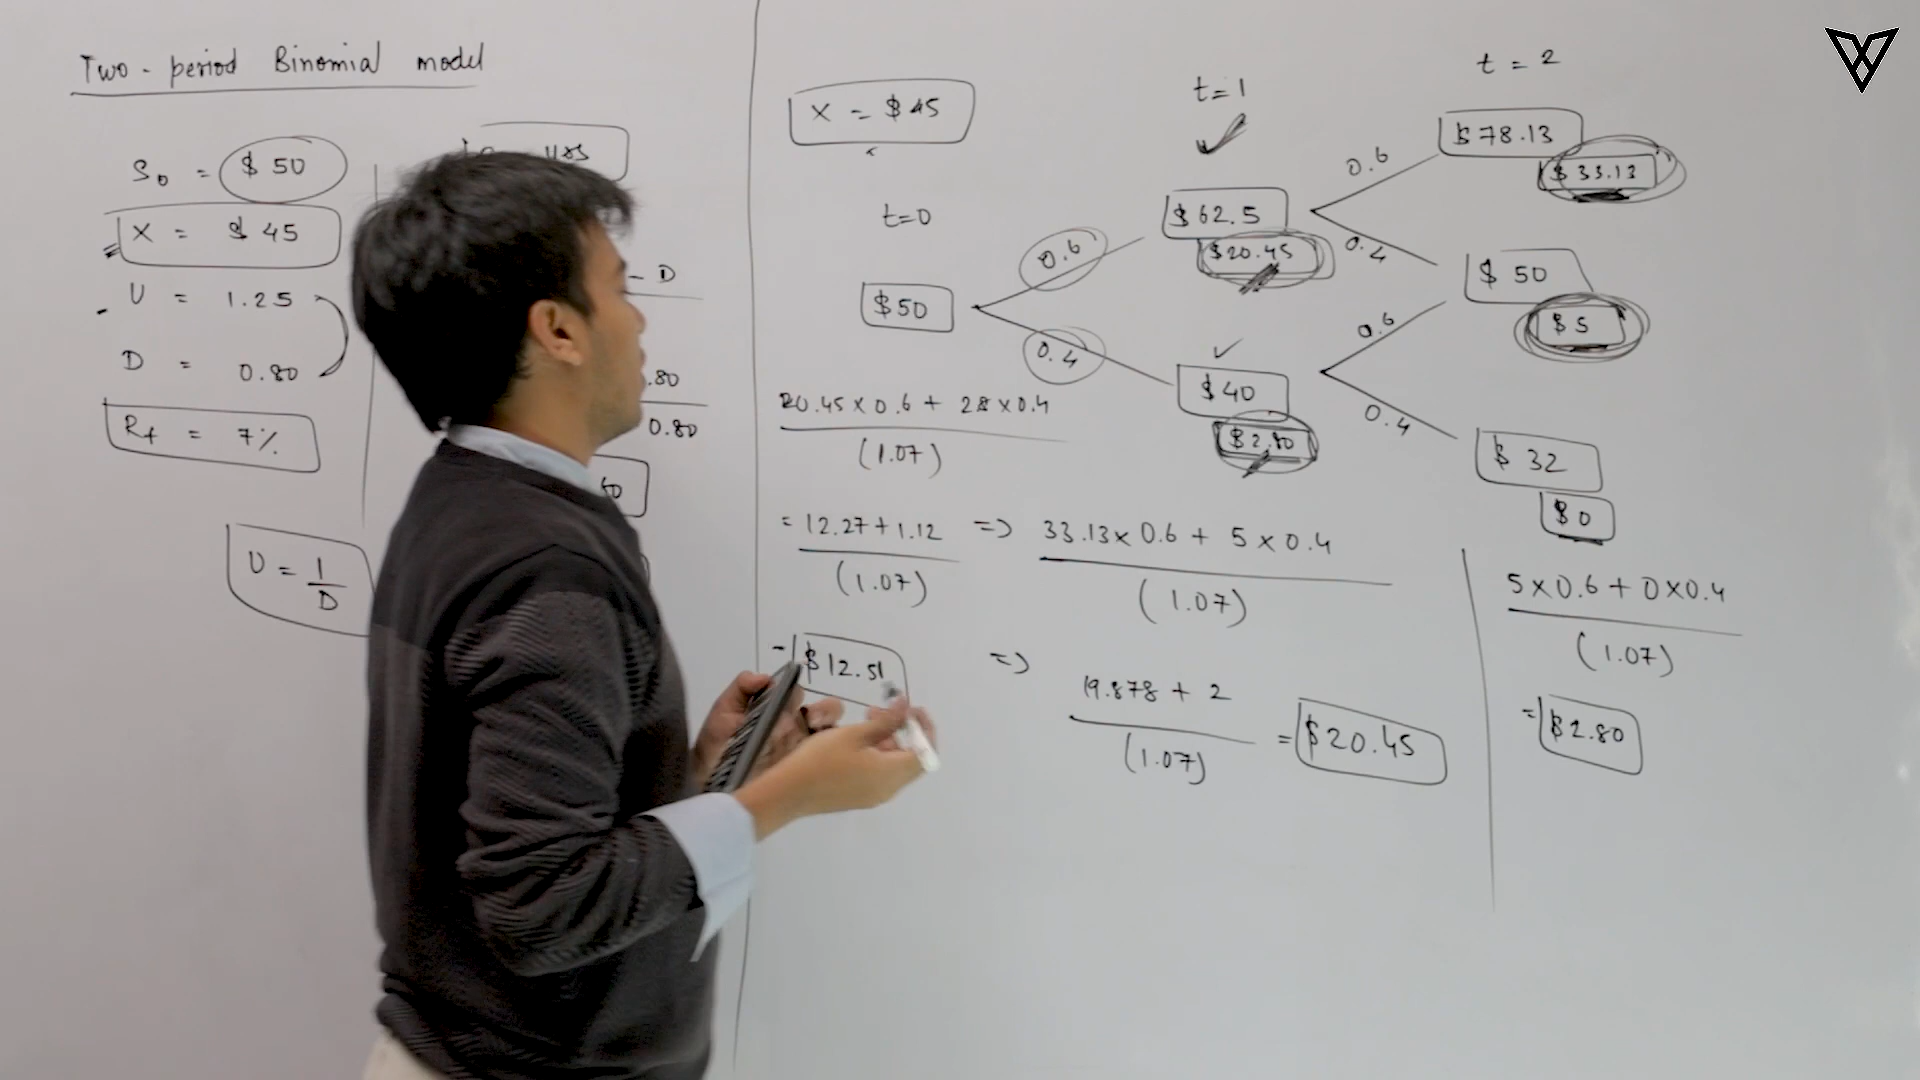 Two - period Binomial model
S0 = $ 50
X = $ 45
U = 1.25
D = 0.80
Rf = 7%
U = 1/D
yrs
- D
.80
0.80
60
X = $ 45
t=0
t=1
t = 2
$50
0.6
0.4
$ 62.5
$20.45
$ 40
$2.80
0.6
0.4
0.6
0.4
$ 78.13
$ 33.13
$ 50
$ 5
$ 32
$ 0
20.45 x 0.6 + 2.8 x 0.4
(1.07)
= 12.27 + 1.12
(1.07)
= $12.51
=> 33.13 x 0.6 + 5 x 0.4
(1.07)
=> 19.878 + 2
(1.07)
= $20.45
5 x 0.6 + 0 x 0.4
(1.07)
= $2.80